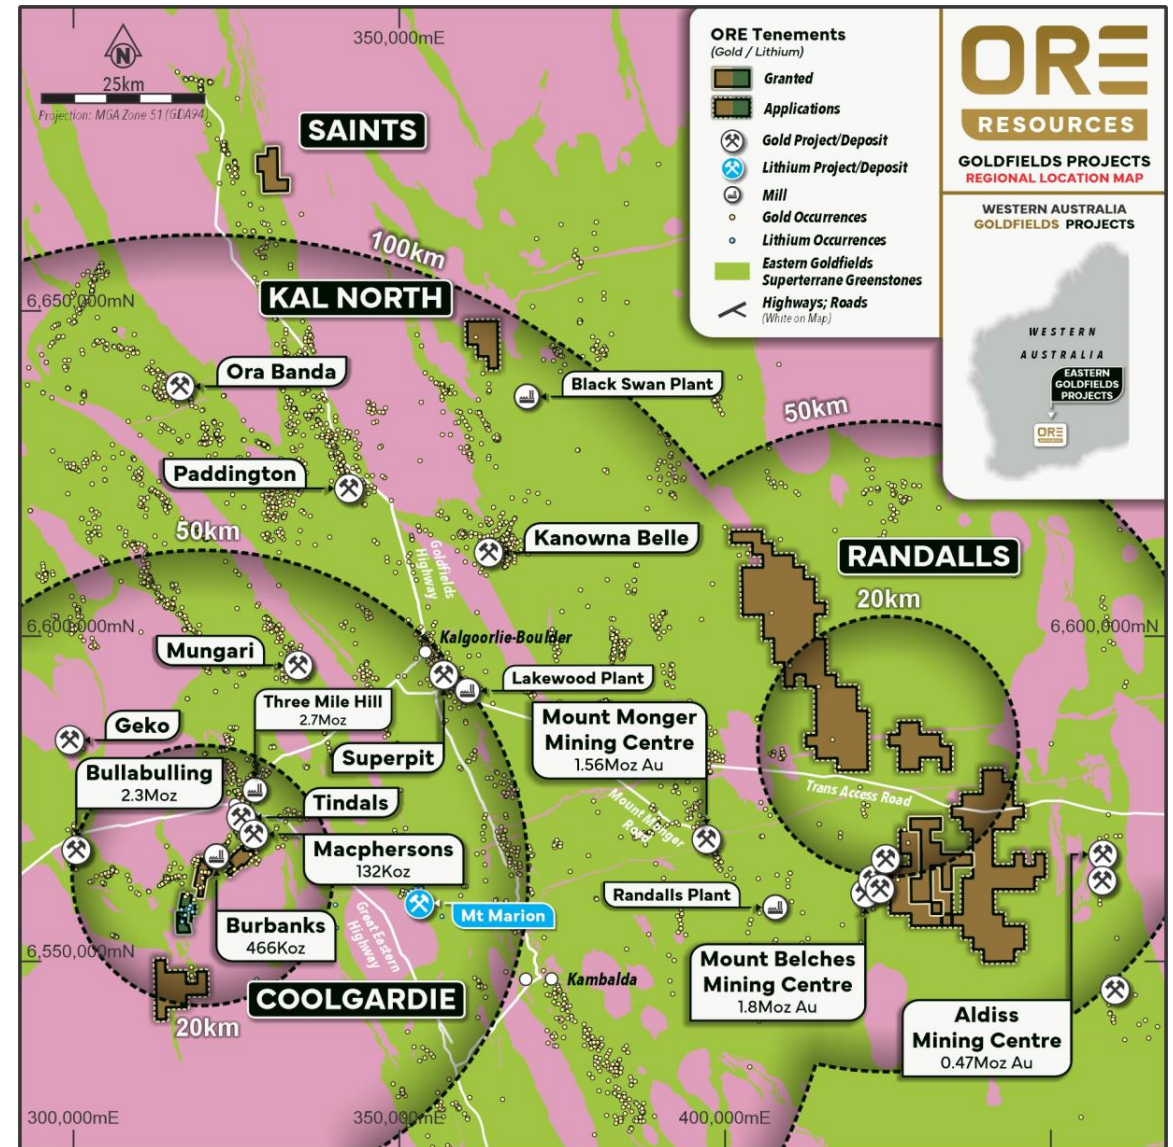 350,000mE
N
25km
Projection: MGA Zone 51 (GDA94)
SAINTS
ORE Tenements
(Gold / Lithium)
Granted
Applications
Gold Project/Deposit
Lithium Project/Deposit
Mill
Gold Occurrences
Lithium Occurrences
Eastern Goldfields
Superterrane Greenstones
Highways; Roads
(White on Map)
ORE
RESOURCES
GOLDFIELDS PROJECTS
REGIONAL LOCATION MAP
WESTERN AUSTRALIA
GOLDFIELDS PROJECTS
WESTERN
AUSTRALIA
EASTERN
GOLDFIELDS
PROJECTS
ORE
RESOURCES
100km
KAL NORTH
6,650,000mN
Ora Banda
Black Swan Plant
50km
Paddington
50km
Kanowna Belle
Goldfields
Highway
RANDALLS
20km
6,600,000mN
6,600,000mN
Kalgoorlie-Boulder
Mungari
Lakewood Plant
Three Mile Hill
2.7Moz
Mount Monger
Mining Centre
1.56Moz Au
Geko
Superpit
Bullabulling
2.3Moz
Tindals
Trans Access Road
Mount Monger
Road
Macphersons
132Koz
Randalls Plant
Mt Marion
Burbanks
466Koz
Great Eastern
Highway
6,550,000mN
Mount Belches
Mining Centre
1.8Moz Au
Kambalda
COOLGARDIE
20km
Aldiss
Mining Centre
0.47Moz Au
300,000mE
350,000mE
400,000mE